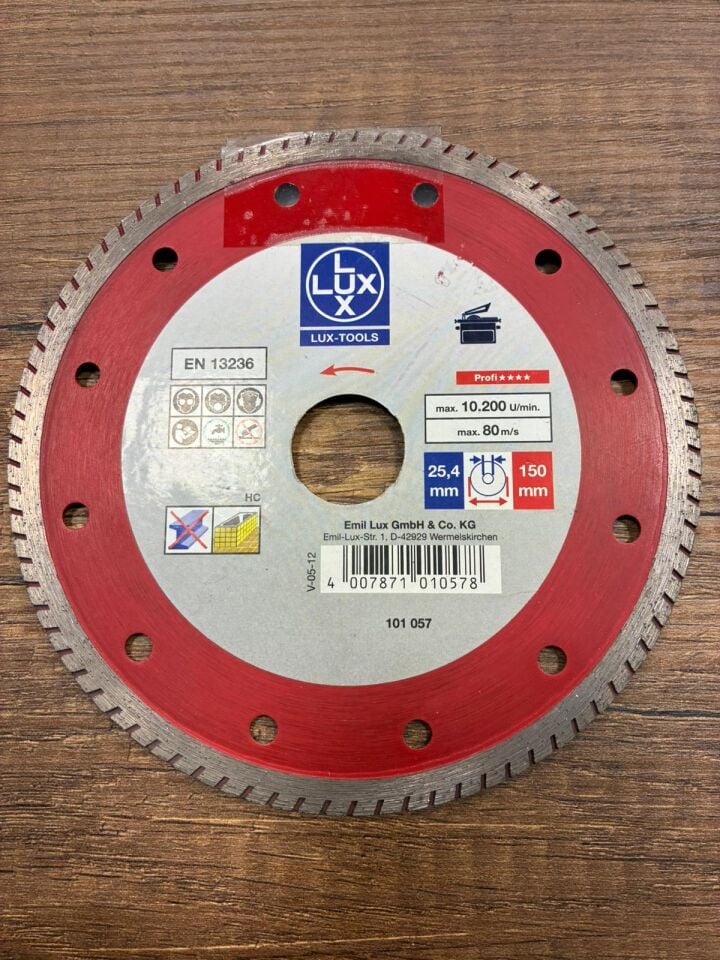 L
LUX
X
LUX-TOOLS
EN 13236
Profi★★★★
max. 10.200 U/min.
max. 80 m/s
25,4
mm
150
mm
HC
Emil Lux GmbH & Co. KG
Emil-Lux-Str. 1, D-42929 Wermelskirchen
V-05-12
4 007871 010578
101 057